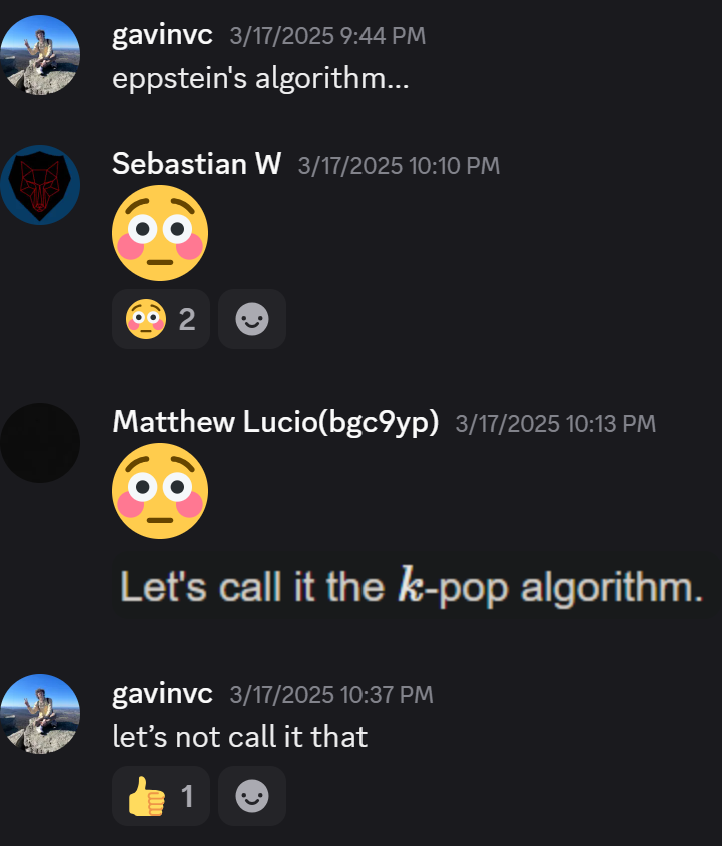 gavinvc 3/17/2025 9:44 PM
eppstein's algorithm...
Sebastian W 3/17/2025 10:10 PM
2
Matthew Lucio(bgc9yp) 3/17/2025 10:13 PM
Let's call it the k-pop algorithm.
gavinvc 3/17/2025 10:37 PM
let’s not call it that
1